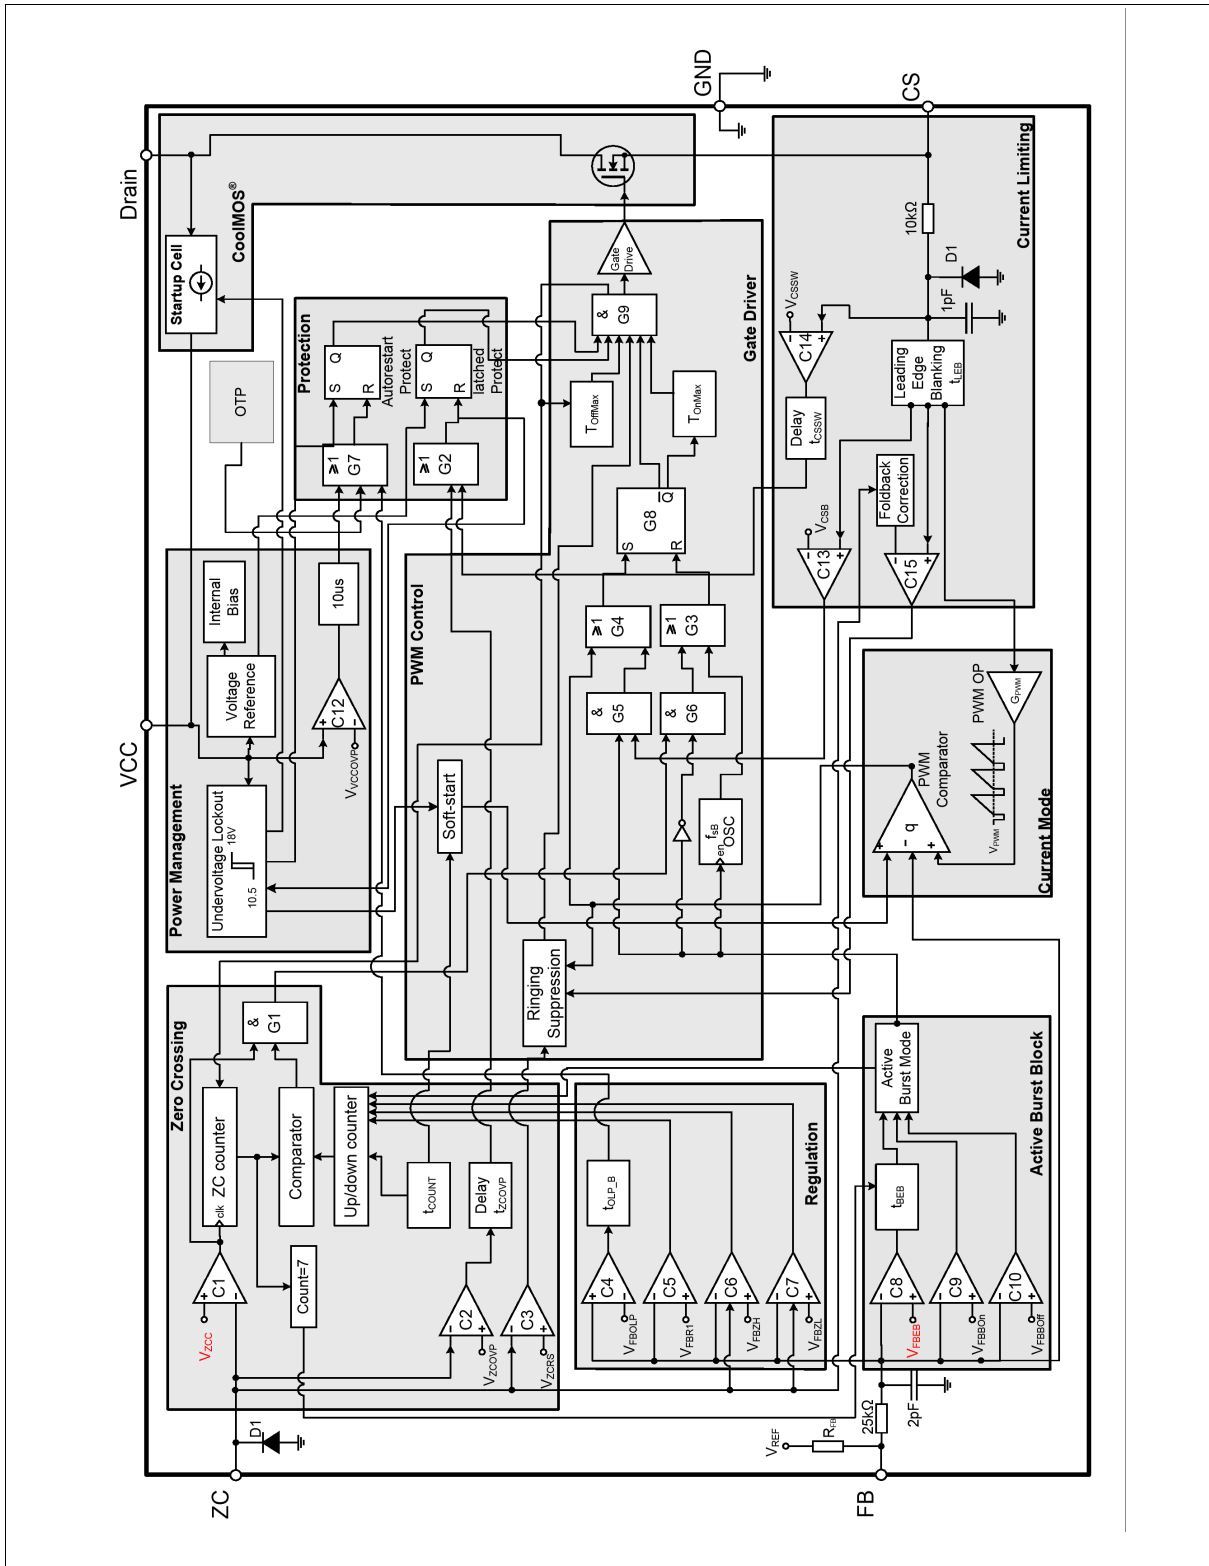 Drain
VCC
ZC
FB
GND
CS
Startup Cell
CoolMOS®
OTP
Power Management
Internal
Bias
Voltage
Reference
Undervoltage Lockout
18V
10.5
10us
+
C12
−
VVCCOVP
Protection
S Q
R
Autorestart
Protect
S Q
R
latched
Protect
≥1
G7
≥1
G2
Zero Crossing
&
G1
clk ZC counter
Comparator
Up/down counter
tCOUNT
Delay
tZCOVP
Count=7
+
C1
−
VZCC
−
C2
+
VZCOVP
−
C3
+
VZCRS
D1
PWM Control
Soft-start
Ringing
Suppression
&
G5
&
G6
≥1
G4
≥1
G3
fsB
OSC
en
Gate Driver
Gate
Drive
&
G9
TOffMax
TOnMax
S
G8
R
Q
Current Limiting
10kΩ
D1
1pF
Leading
Edge
Blanking
tLEB
VCSSW
−
C14
+
Delay
tCSSW
VCSB
−
C13
+
Foldback
Correction
−
C15
+
Current Mode
PWM OP
GPWM
PWM
Comparator
VPWM
+
− q
+
Regulation
tOLP_B
+
C4
−
VFBOLP
−
C5
+
VFBR1
−
C6
+
VFBZH
−
C7
+
VFBZL
Active Burst Block
Active
Burst Mode
tBEB
−
C8
+
VFBEB
−
C9
+
VFBBOn
−
C10
+
VFBBOff
25kΩ
2pF
VREF
RFB